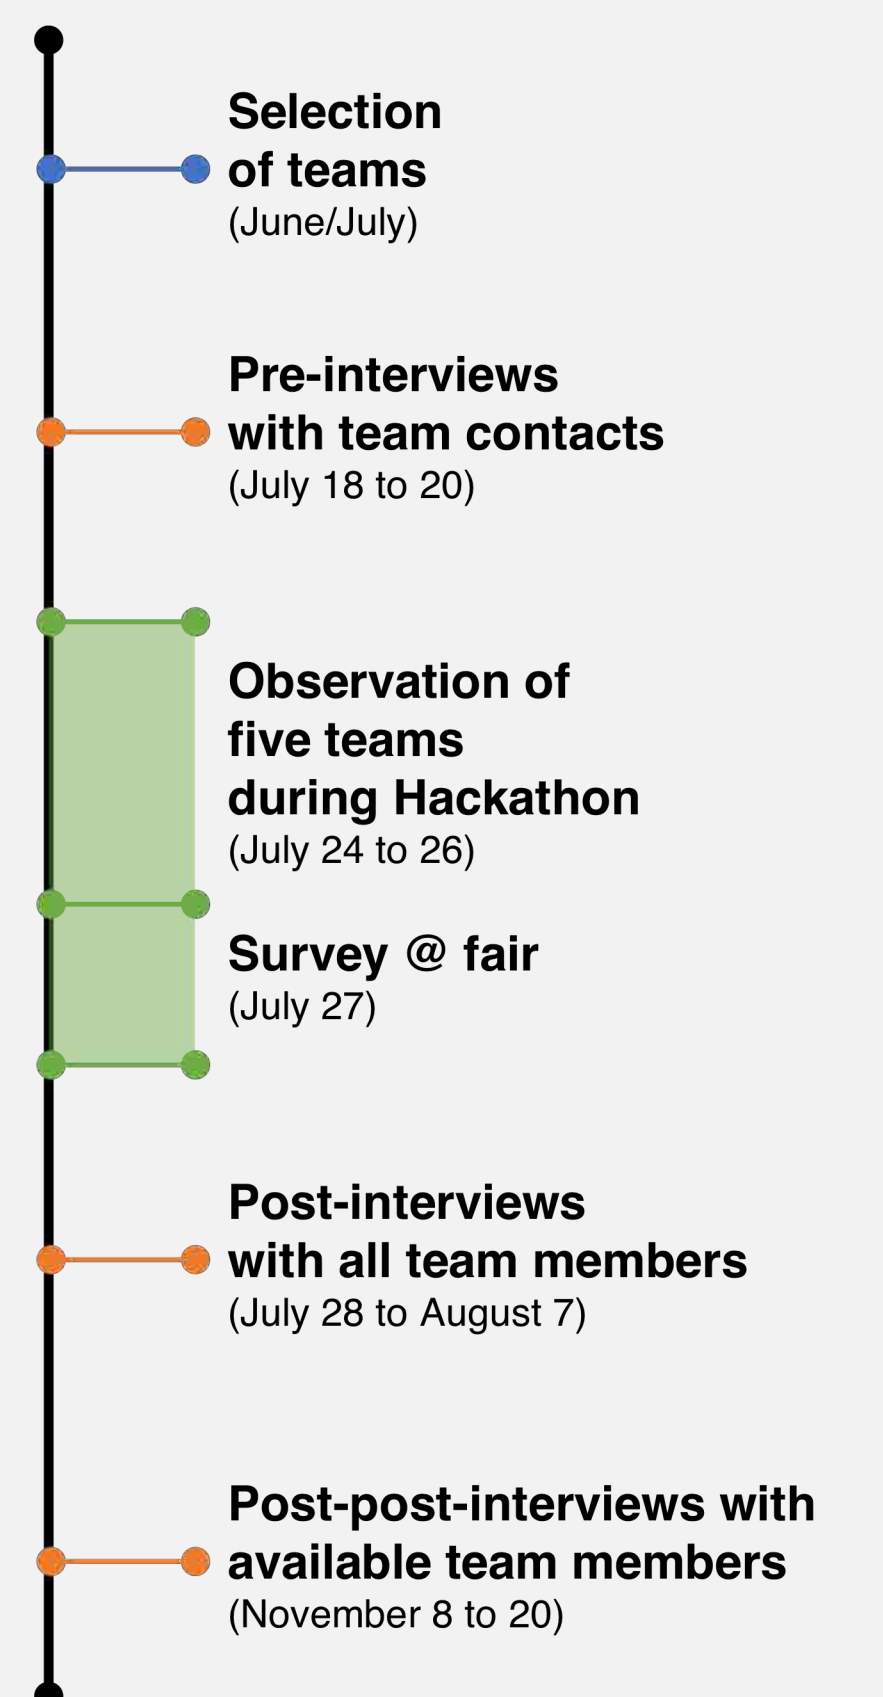 Selection
of teams
(June/July)
Pre-interviews
with team contacts
(July 18 to 20)
Observation of
five teams
during Hackathon
(July 24 to 26)
Survey @ fair
(July 27)
Post-interviews
with all team members
(July 28 to August 7)
Post-post-interviews with
available team members
(November 8 to 20)